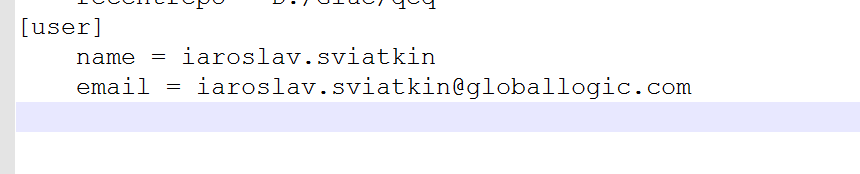 [user]
name = iaroslav.sviatkin
email = iaroslav.sviatkin@globallogic.com